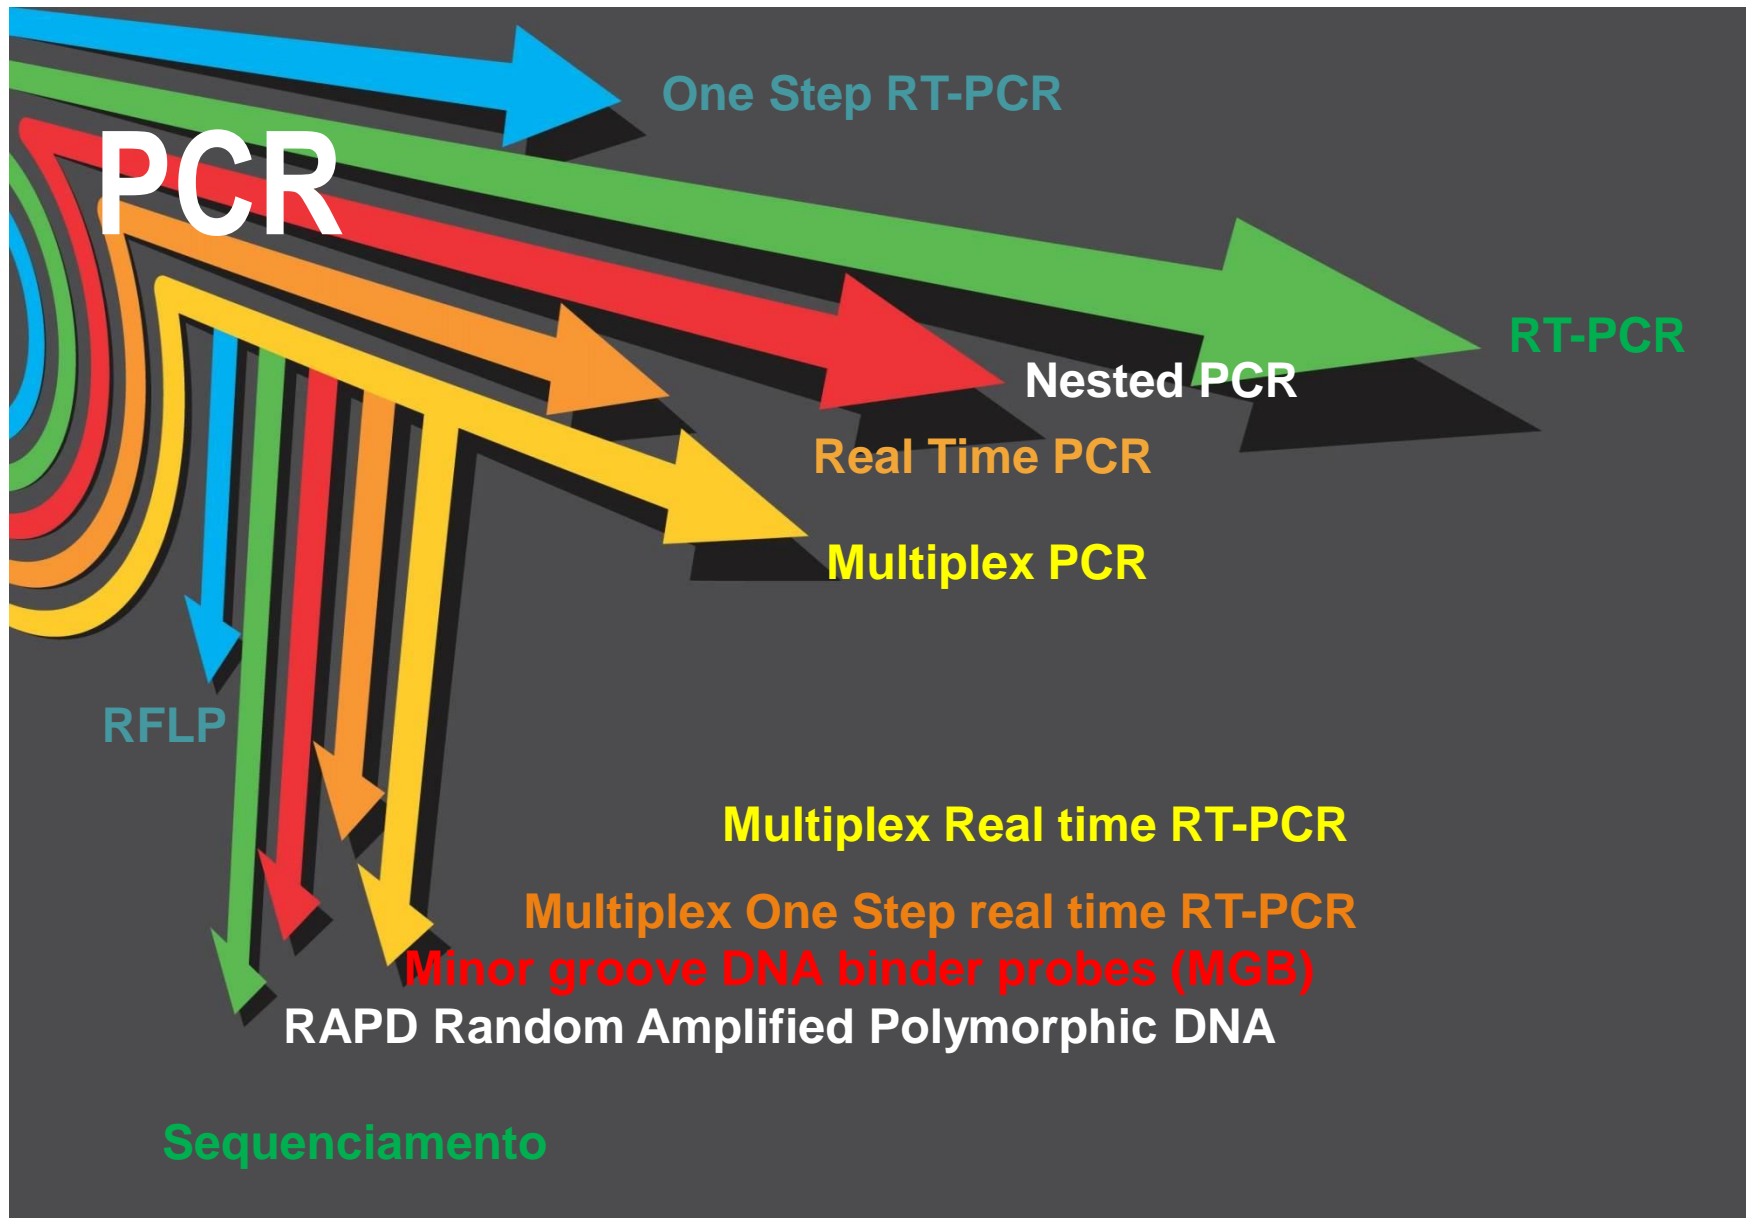 One Step RT-PCR
PCR
RT-PCR
Nested PCR
Real Time PCR
Multiplex PCR
RFLP
Multiplex Real time RT-PCR
Multiplex One Step real time RT-PCR
Minor groove DNA binder probes (MGB)
RAPD Random Amplified Polymorphic DNA
Sequenciamento